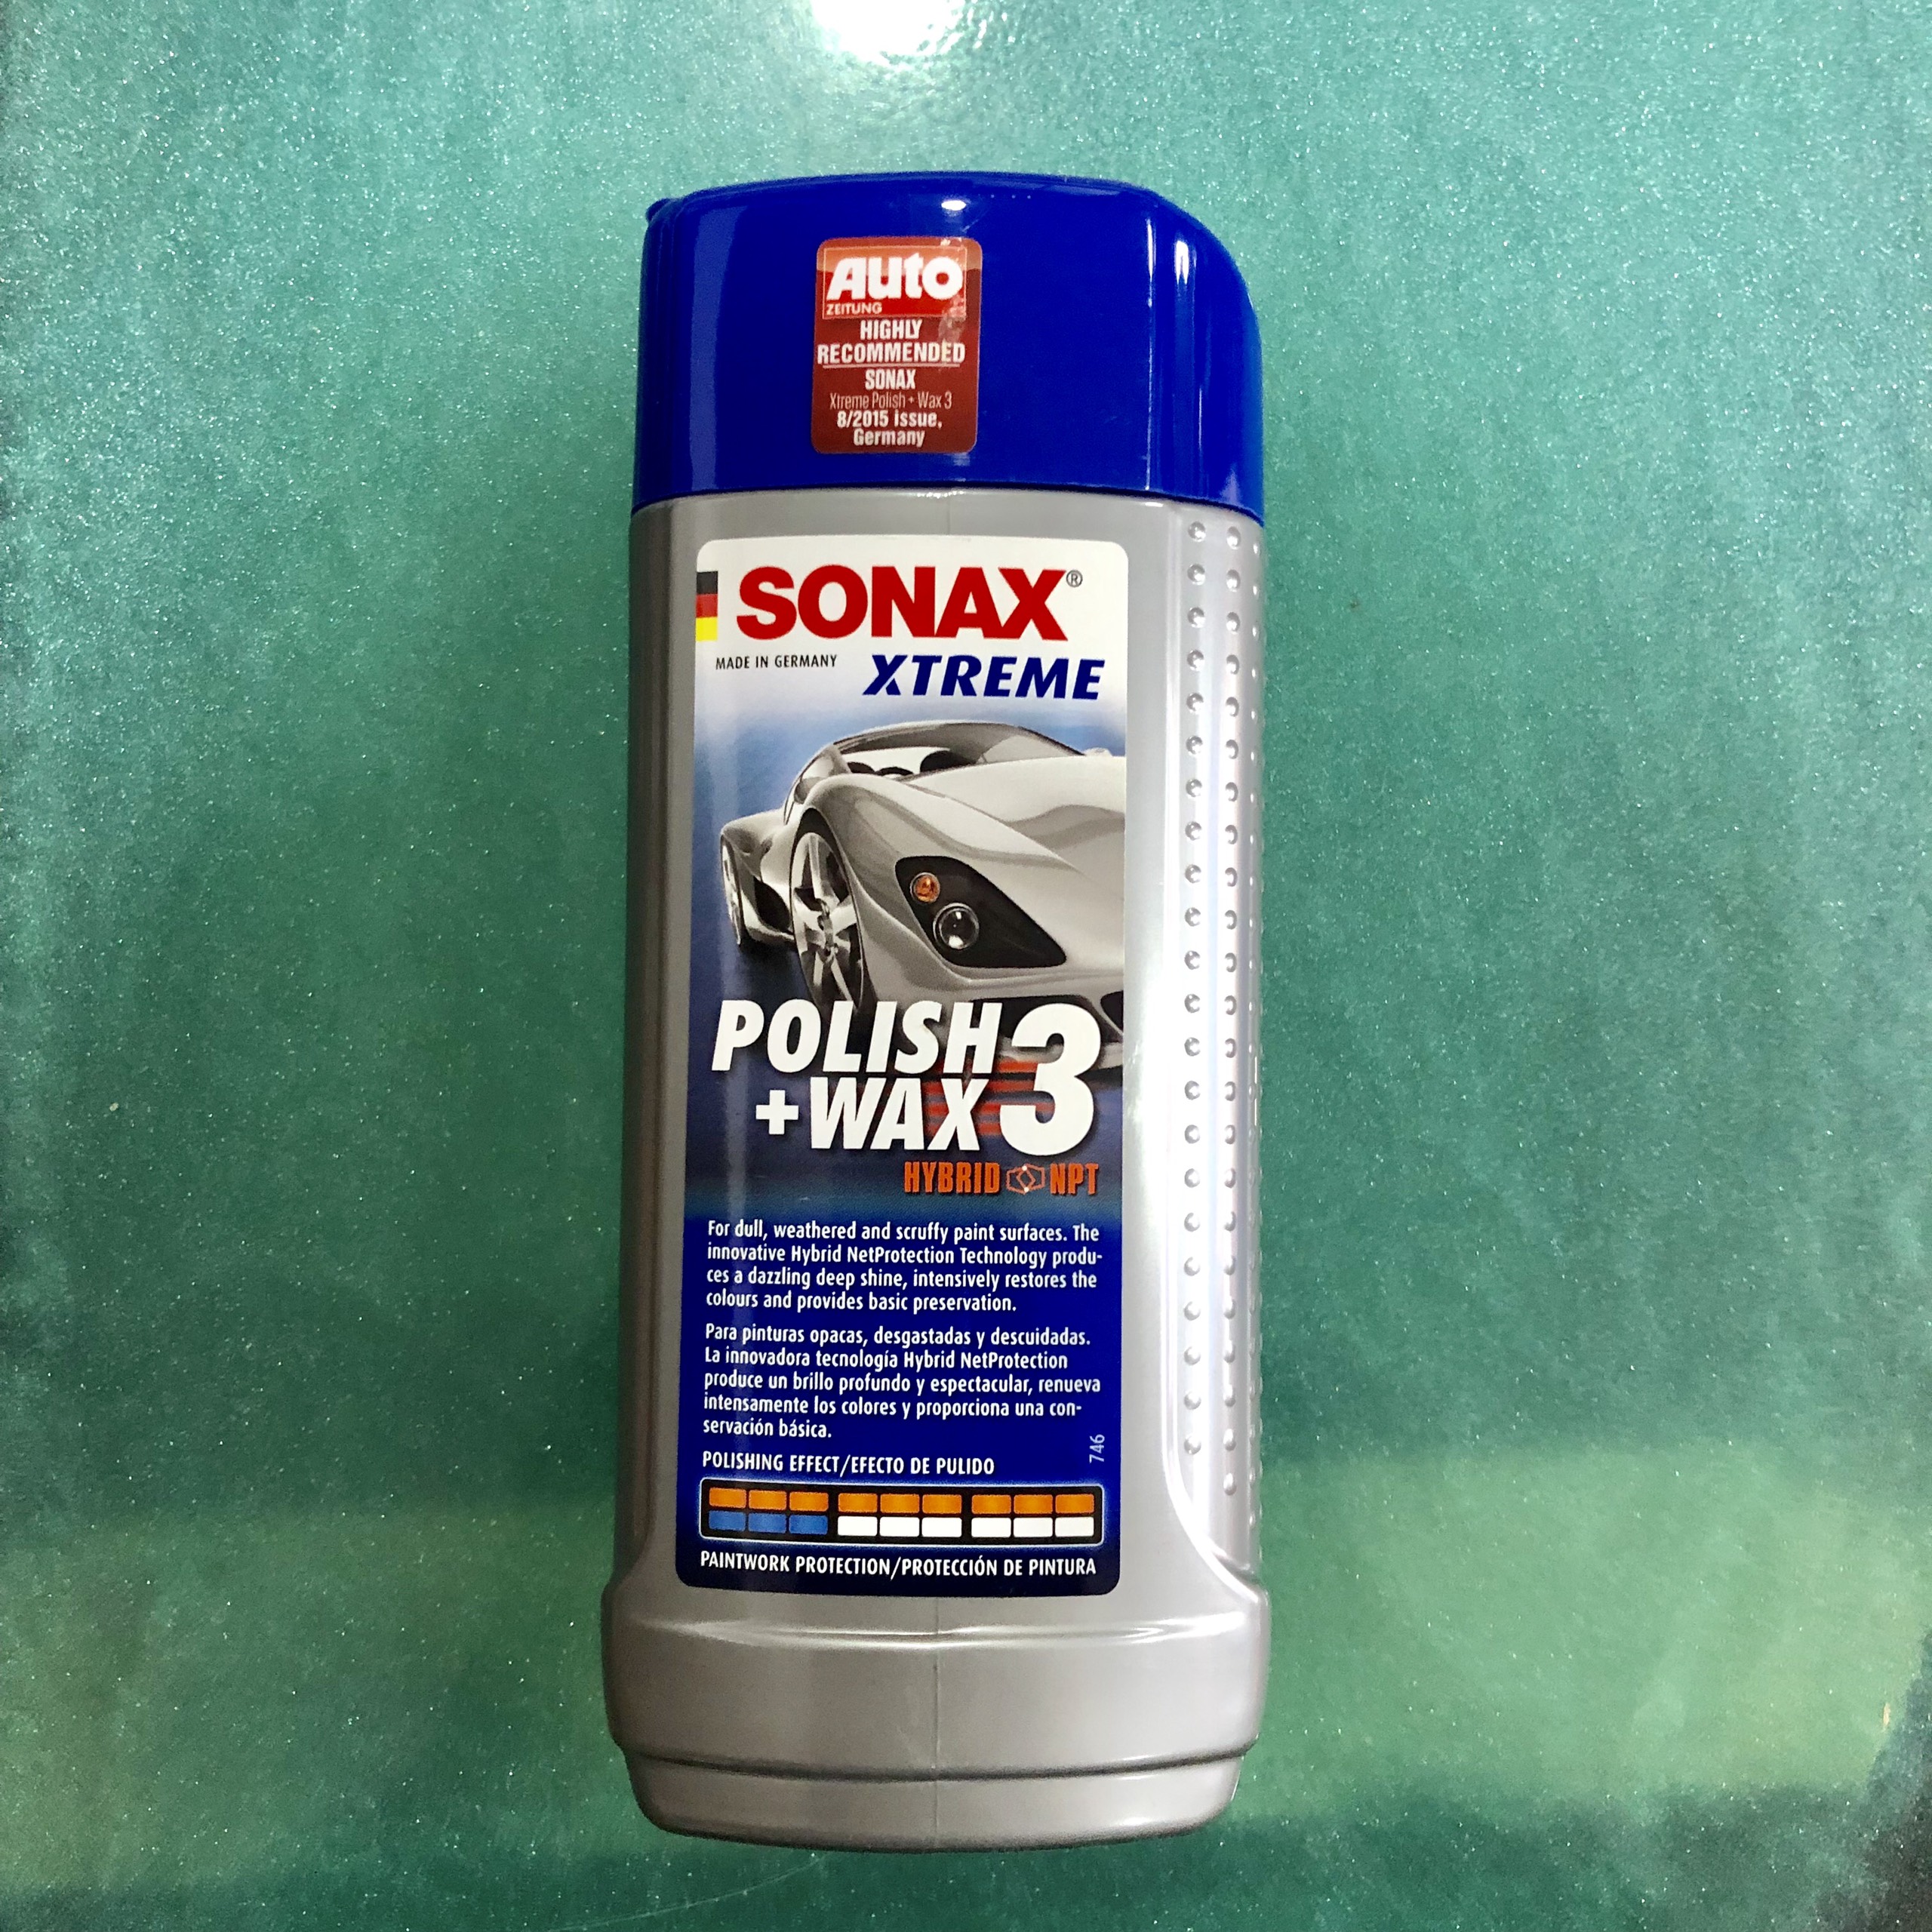 Auto
ZEITUNG
HIGHLY
RECOMMENDED
SONAX
Xtreme Polish + Wax 3
8/2015 issue,
Germany
SONAX®
MADE IN GERMANY
XTREME
POLISH
+WAX 3
HYBRID NPT
For dull, weathered and scruffy paint surfaces. The
innovative Hybrid NetProtection Technology produ-
ces a dazzling deep shine, intensively restores the
colours and provides basic preservation.
Para pinturas opacas, desgastadas y descuidadas.
La innovadora tecnología Hybrid NetProtection
produce un brillo profundo y espectacular, renueva
intensamente los colores y proporciona una con-
servación básica.
746
POLISHING EFFECT/EFECTO DE PULIDO
PAINTWORK PROTECTION/PROTECCIÓN DE PINTURA